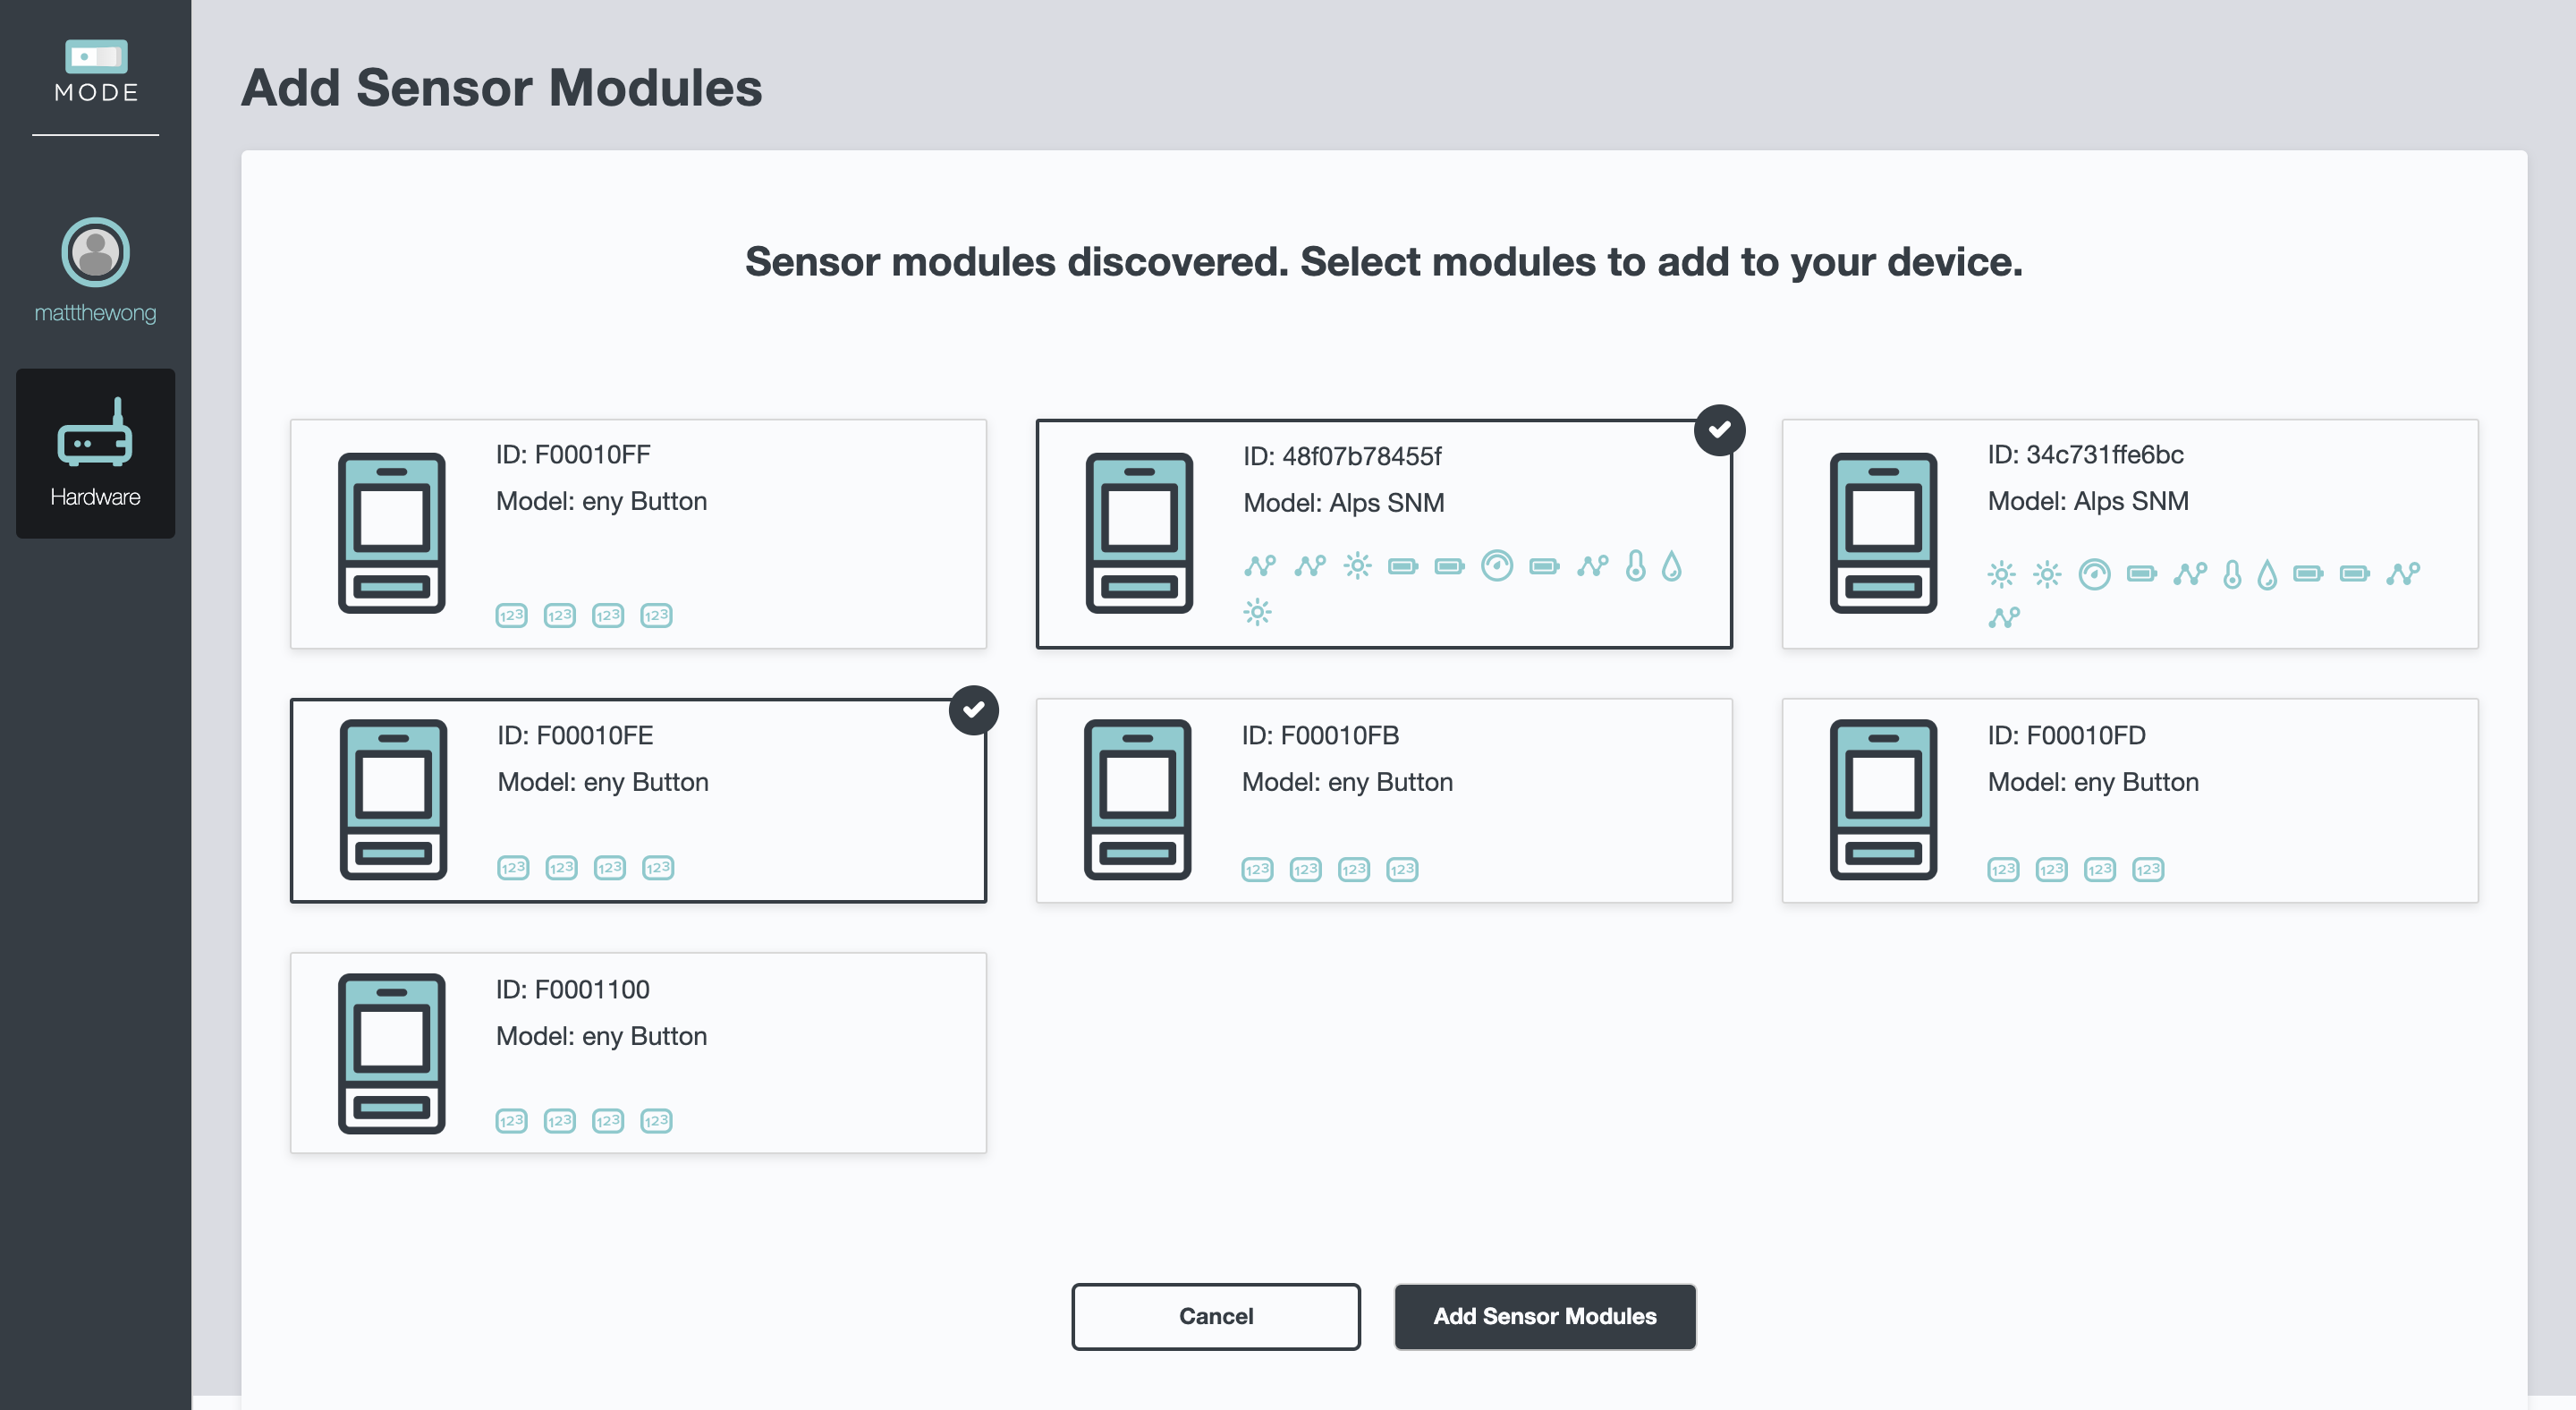 MODE
mattthewong
Hardware
Add Sensor Modules
Sensor modules discovered. Select modules to add to your device.
ID: F00010FF
Model: eny Button
123 123 123 123
ID: 48f07b78455f
Model: Alps SNM
ID: 34c731ffe6bc
Model: Alps SNM
ID: F00010FE
Model: eny Button
123 123 123 123
ID: F00010FB
Model: eny Button
123 123 123 123
ID: F00010FD
Model: eny Button
123 123 123 123
ID: F0001100
Model: eny Button
123 123 123 123
Cancel
Add Sensor Modules